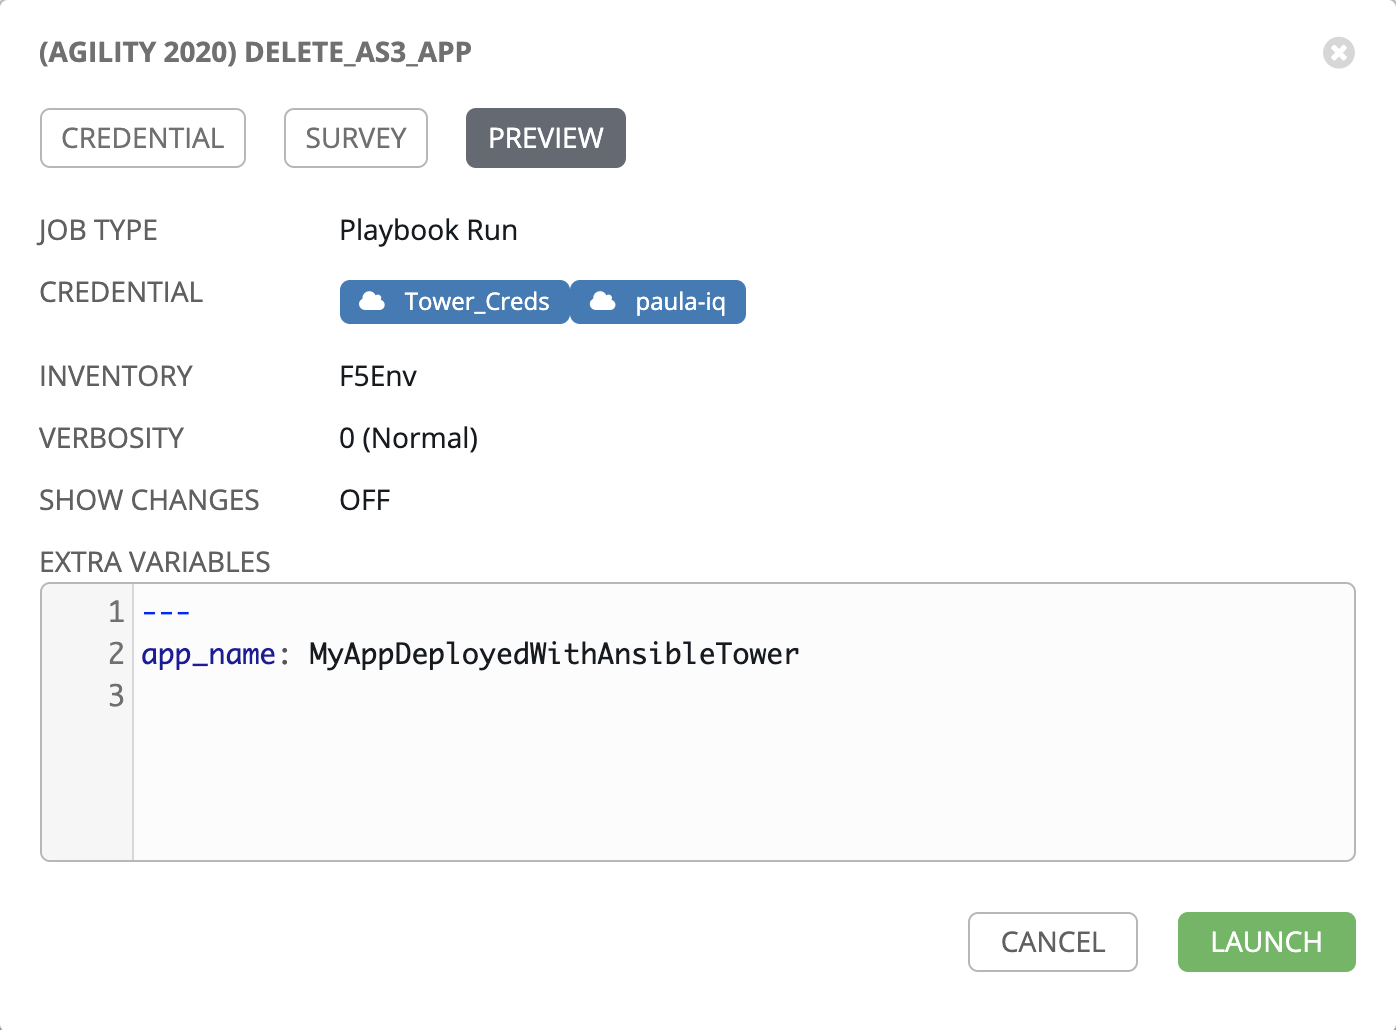 (AGILITY 2020) DELETE_AS3_APP
CREDENTIAL SURVEY PREVIEW
JOB TYPE Playbook Run
CREDENTIAL Tower_Creds paula-iq
INVENTORY F5Env
VERBOSITY 0 (Normal)
SHOW CHANGES OFF
EXTRA VARIABLES
1 ---
2 app_name: MyAppDeployedWithAnsibleTower
3
CANCEL LAUNCH